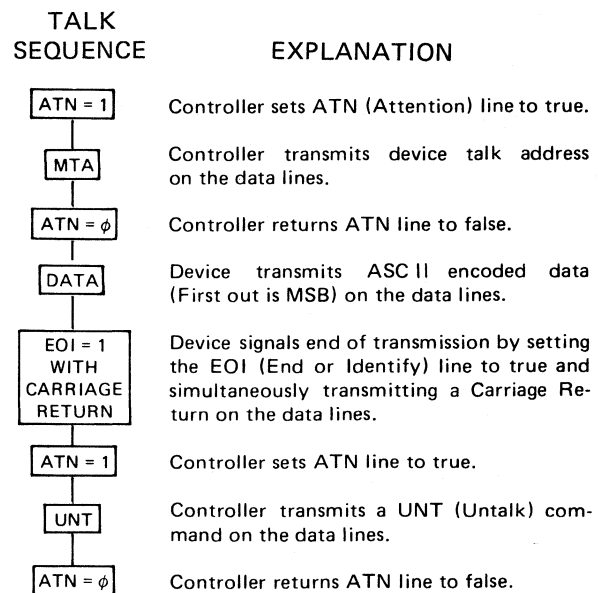 TALK
SEQUENCE
EXPLANATION
ATN = 1
Controller sets ATN (Attention) line to true.
MTA
Controller transmits device talk address
on the data lines.
ATN = ϕ
Controller returns ATN line to false.
DATA
Device transmits ASC II encoded data
(First out is MSB) on the data lines.
EOI = 1
WITH
CARRIAGE
RETURN
Device signals end of transmission by setting
the EOI (End or Identify) line to true and
simultaneously transmitting a Carriage Re-
turn on the data lines.
ATN = 1
Controller sets ATN line to true.
UNT
Controller transmits a UNT (Untalk) com-
mand on the data lines.
ATN = ϕ
Controller returns ATN line to false.